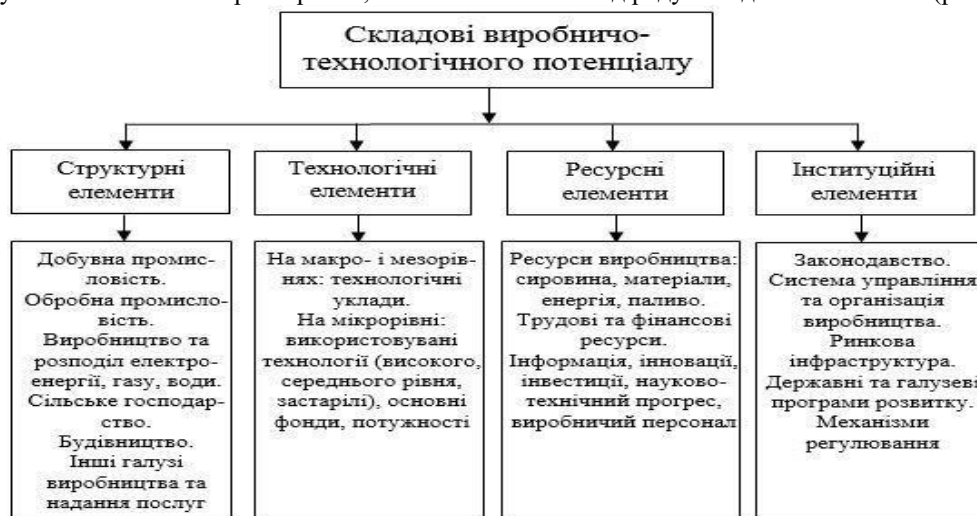 Складові виробничо-
технологічного потенціалу
Структурні
елементи
Технологічні
елементи
Ресурсні
елементи
Інституційні
елементи
Добувна промис-
ловість.
Обробна промисло-
вість.
Виробництво та
розподіл електро-
енергії, газу, води.
Сільське господар-
ство.
Будівництво.
Інші галузі
виробництва та
надання послуг
На макро- і мезорів-
нях: технологічні
уклади.
На мікрорівні:
використовувані
технології (високого,
середнього рівня,
застарілі), основні
фонди, потужності
Ресурси виробництва:
сировина, матеріали,
енергія, паливо.
Трудові та фінансові
ресурси.
Інформація, інновації,
інвестиції, науково-
технічний прогрес,
виробничий персонал
Законодавство.
Система управління
та організація
виробництва.
Ринкова
інфраструктура.
Державні та галузеві
програми розвитку.
Механізми
регулювання